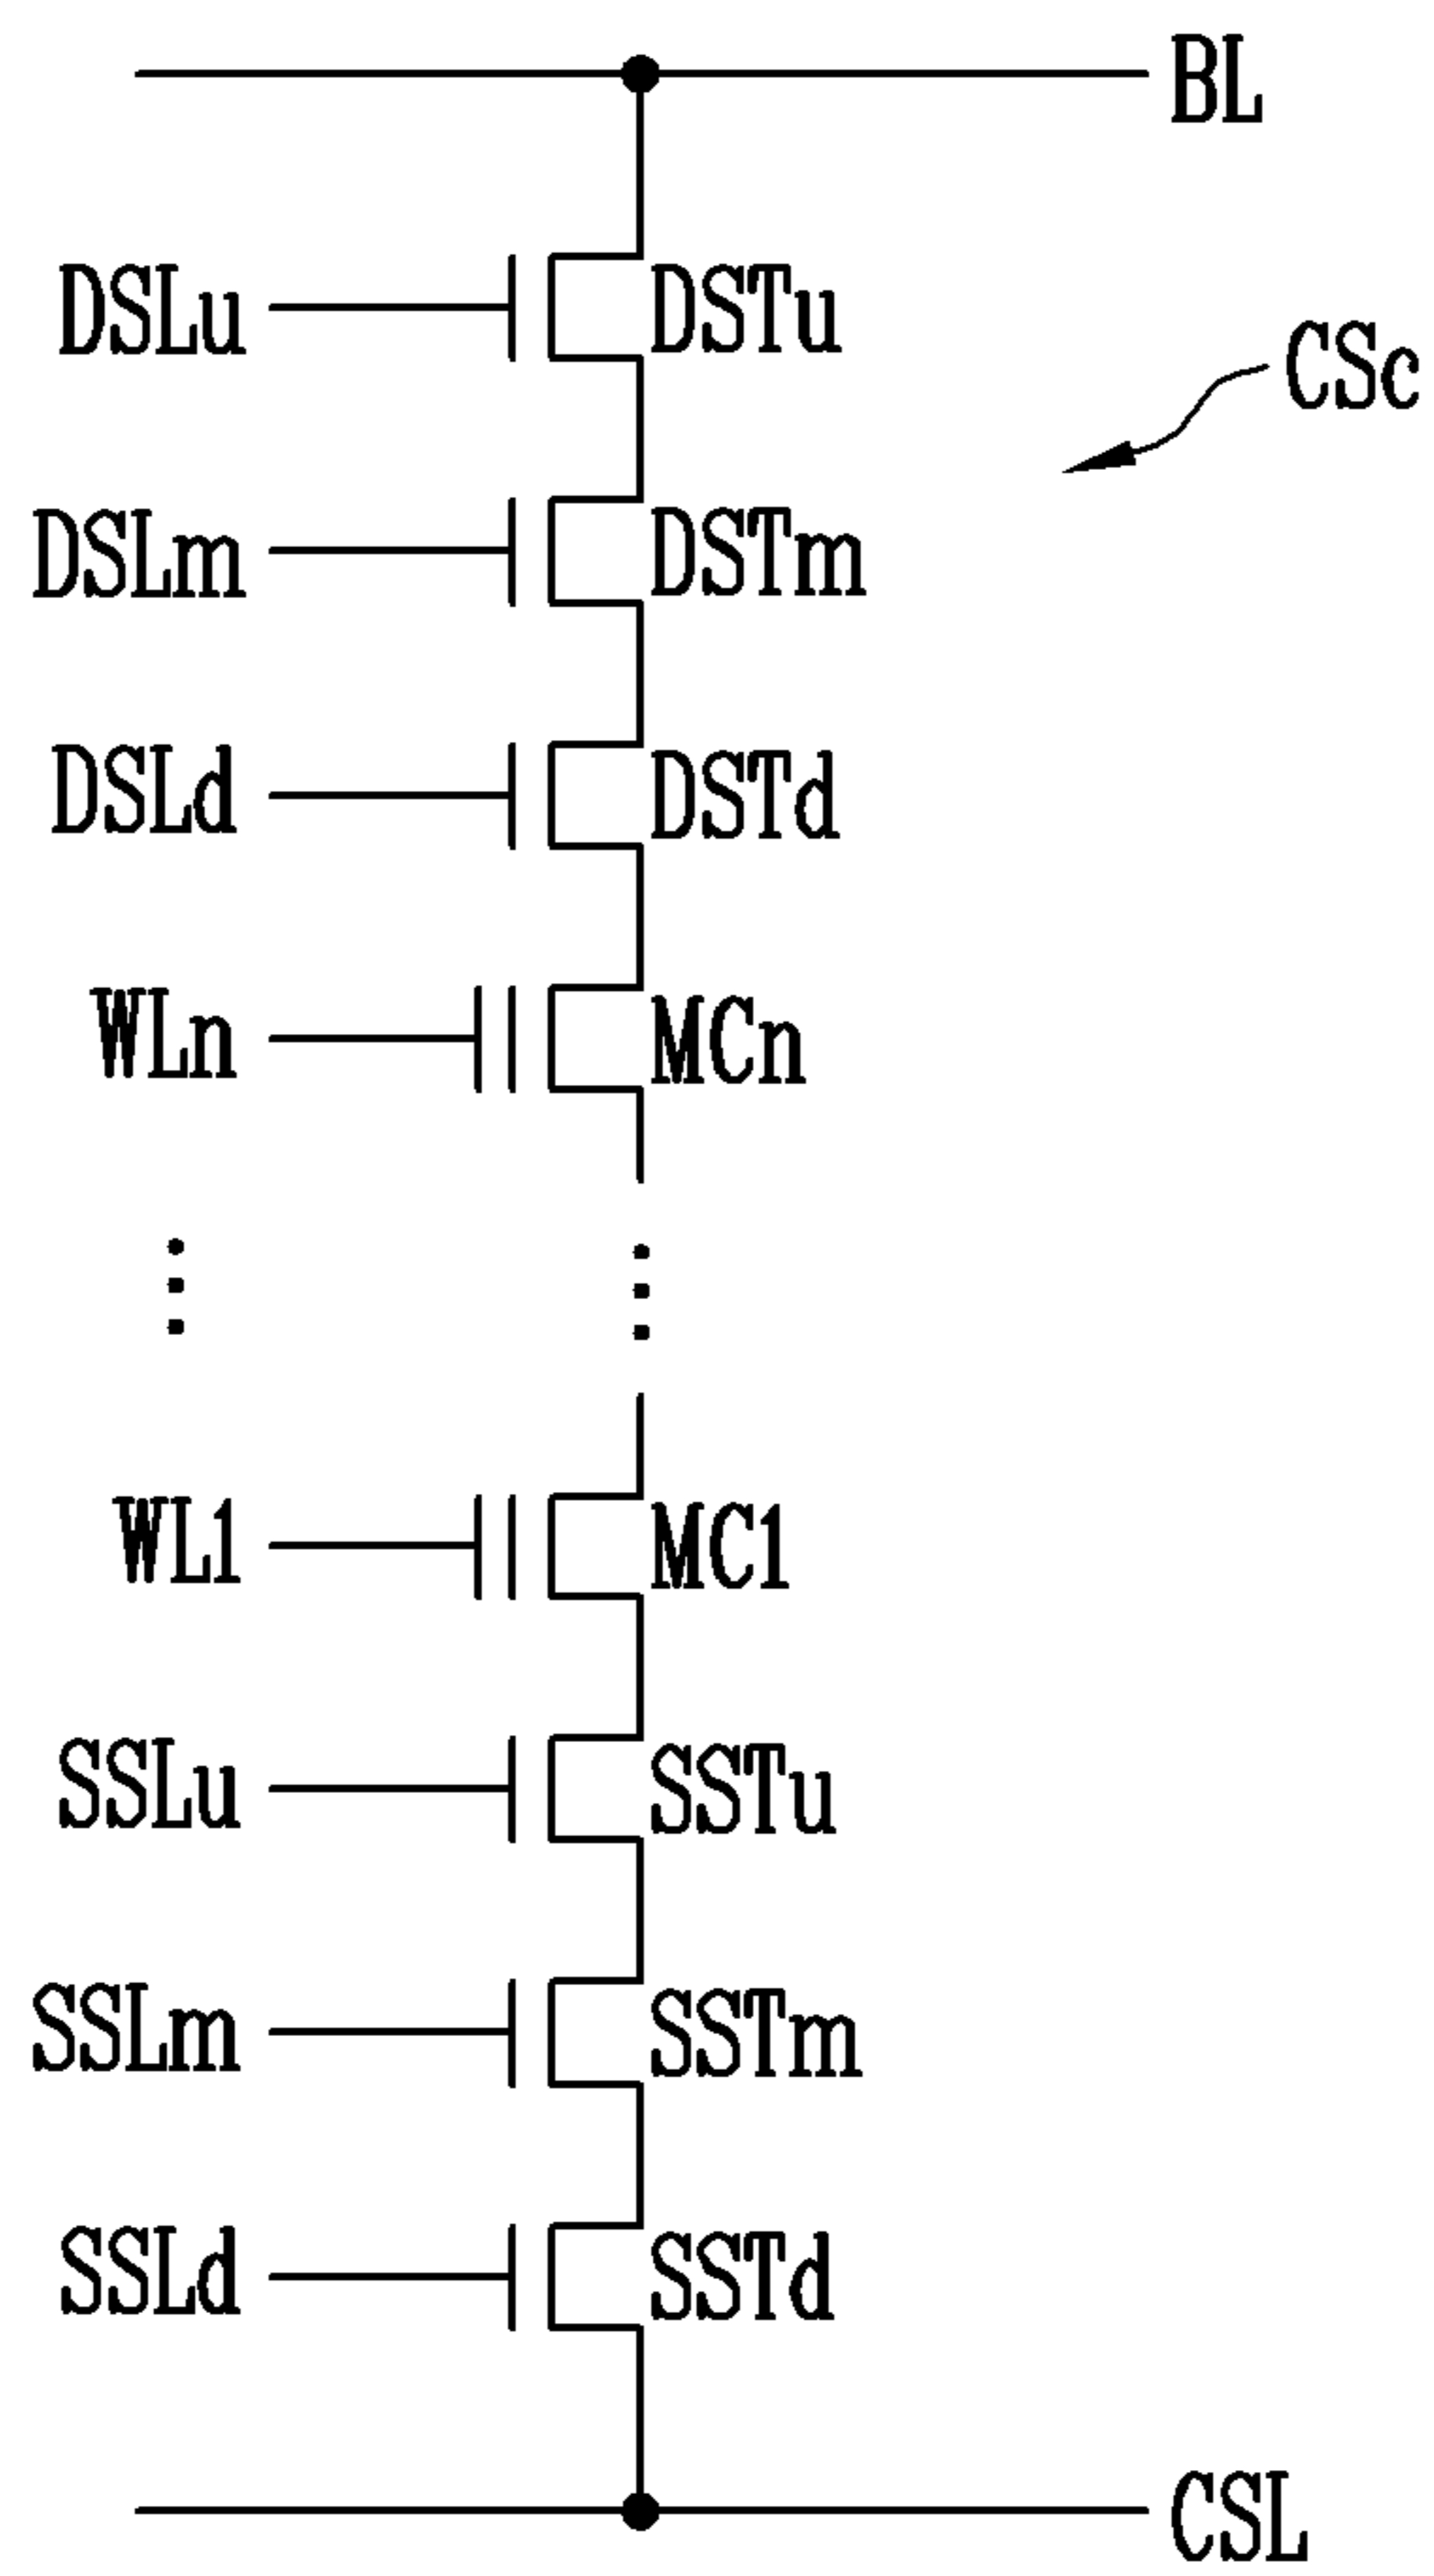 BL
DSLu DSTu
CSc
DSLm DSTm
DSLd DSTd
WLn MCn
WL1 MC1
SSLu SSTu
SSLm SSTm
SSLd SSTd
CSL